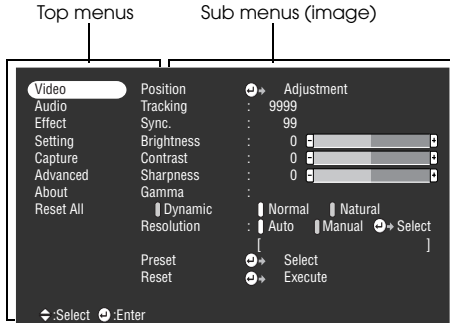 Top menus Sub menus (image)
Video Position Adjustment
Audio Tracking : 9999
Effect Sync. : 99
Setting Brightness : 0 - +
Capture Contrast : 0 - +
Advanced Sharpness : 0 - +
About Gamma :
Reset All Dynamic Normal Natural
Resolution : Auto Manual Select
[ ]
Preset Select
Reset Execute
:Select :Enter